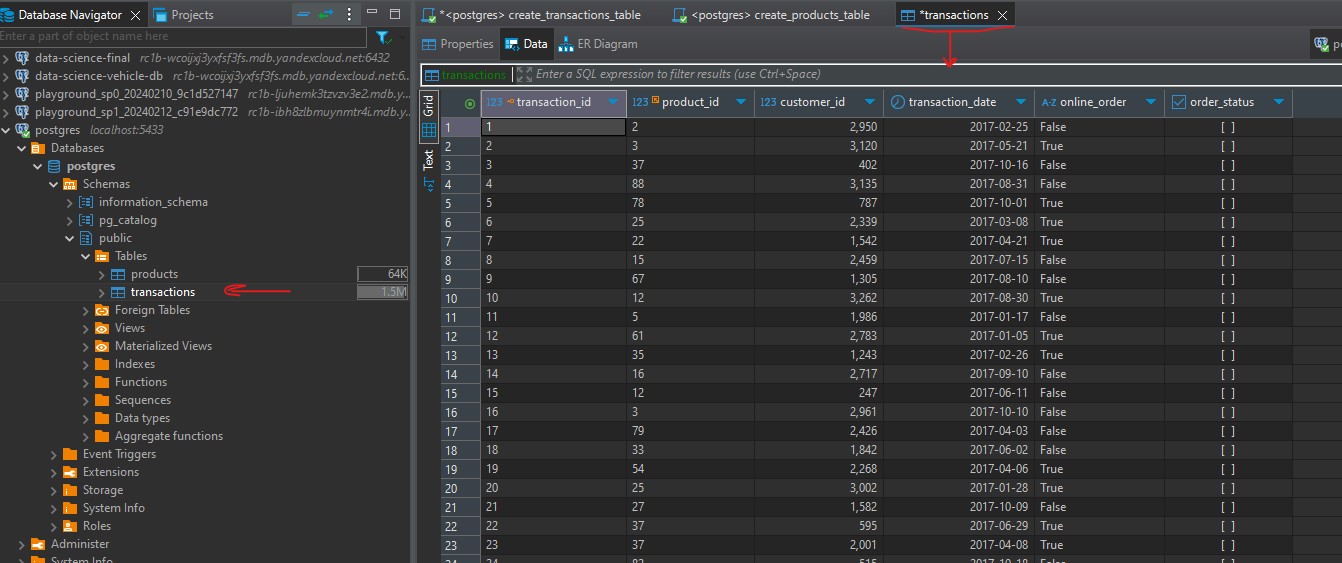 Database Navigator Projects
Enter a part of object name here
data-science-final rc1b-wcoijxj3yxfsf3fs.mdb.yandexcloud.net:6432
data-science-vehicle-db rc1b-wcoijxj3yxfsf3fs.mdb.yandexcloud.net:6...
playground_sp0_20240210_9c1d527147 rc1b-ljuhemk3tzvzv3e2.mdb.y...
playground_sp1_20240212_c91e9dc772 rc1b-ibh8zlbmuynmtr4i.mdb.y...
postgres localhost:5433
Databases
postgres
Schemas
information_schema
pg_catalog
public
Tables
products 64K
transactions 1.5M
Foreign Tables
Views
Materialized Views
Indexes
Functions
Sequences
Data types
Aggregate functions
Event Triggers
Extensions
Storage
System Info
Roles
Administer
System Info
*<postgres> create_transactions_table <postgres> create_products_table *transactions
Properties Data ER Diagram
transactions Enter a SQL expression to filter results (use Ctrl+Space)
Grid
Text
123 transaction_id 123 product_id 123 customer_id transaction_date A-Z online_order order_status
1 1 2 2,950 2017-02-25 False [ ]
2 2 3 3,120 2017-05-21 True [ ]
3 3 37 402 2017-10-16 False [ ]
4 4 88 3,135 2017-08-31 False [ ]
5 5 78 787 2017-10-01 True [ ]
6 6 25 2,339 2017-03-08 True [ ]
7 7 22 1,542 2017-04-21 True [ ]
8 8 15 2,459 2017-07-15 False [ ]
9 9 67 1,305 2017-08-10 False [ ]
10 10 12 3,262 2017-08-30 True [ ]
11 11 5 1,986 2017-01-17 False [ ]
12 12 61 2,783 2017-01-05 True [ ]
13 13 35 1,243 2017-02-26 True [ ]
14 14 16 2,717 2017-09-10 False [ ]
15 15 12 247 2017-06-11 False [ ]
16 16 3 2,961 2017-10-10 False [ ]
17 17 79 2,426 2017-04-03 False [ ]
18 18 33 1,842 2017-06-02 False [ ]
19 19 54 2,268 2017-04-06 True [ ]
20 20 25 3,002 2017-01-28 True [ ]
21 21 27 1,582 2017-10-09 False [ ]
22 22 37 595 2017-06-29 True [ ]
23 23 37 2,001 2017-04-08 True [ ]